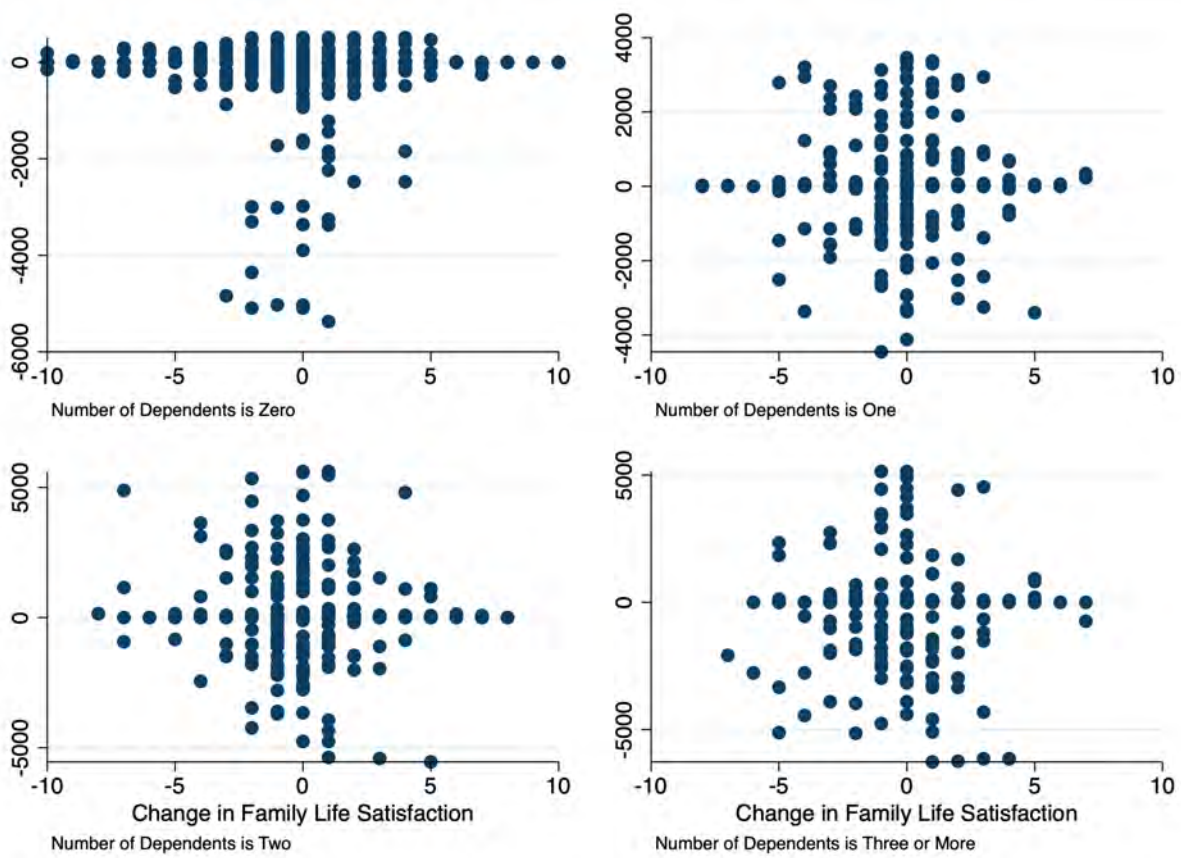 0
-2000
-4000
-6000
-10 -5 0 5 10
Number of Dependents is Zero
4000
2000
0
-2000
-4000
-10 -5 0 5 10
Number of Dependents is One
5000
0
-5000
-10 -5 0 5 10
Change in Family Life Satisfaction
Number of Dependents is Two
5000
0
-5000
-10 -5 0 5 10
Change in Family Life Satisfaction
Number of Dependents is Three or More